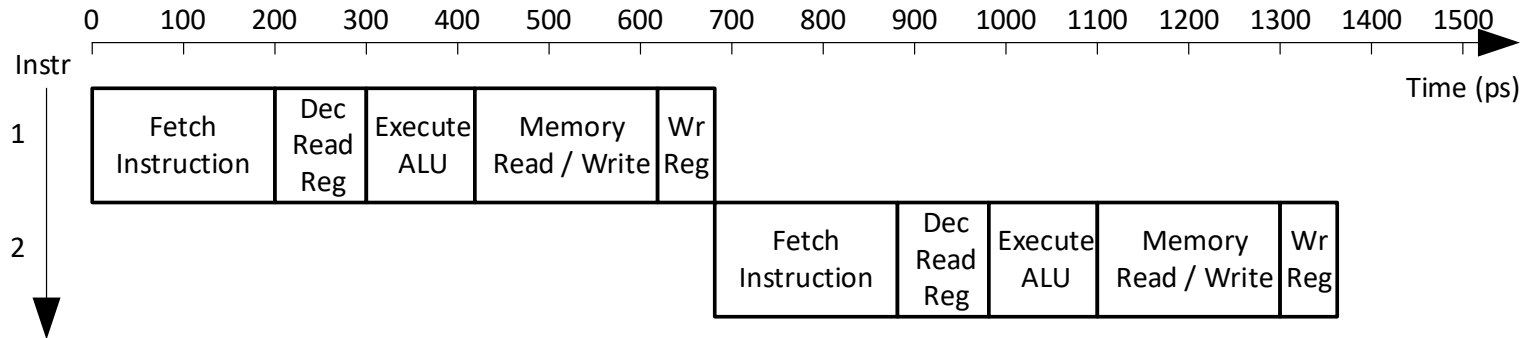 0 100 200 300 400 500 600 700 800 900 1000 1100 1200 1300 1400 1500
Instr
Time (ps)
1
Fetch
Instruction
Dec
Read
Reg
Execute
ALU
Memory
Read / Write
Wr
Reg
2
Fetch
Instruction
Dec
Read
Reg
Execute
ALU
Memory
Read / Write
Wr
Reg